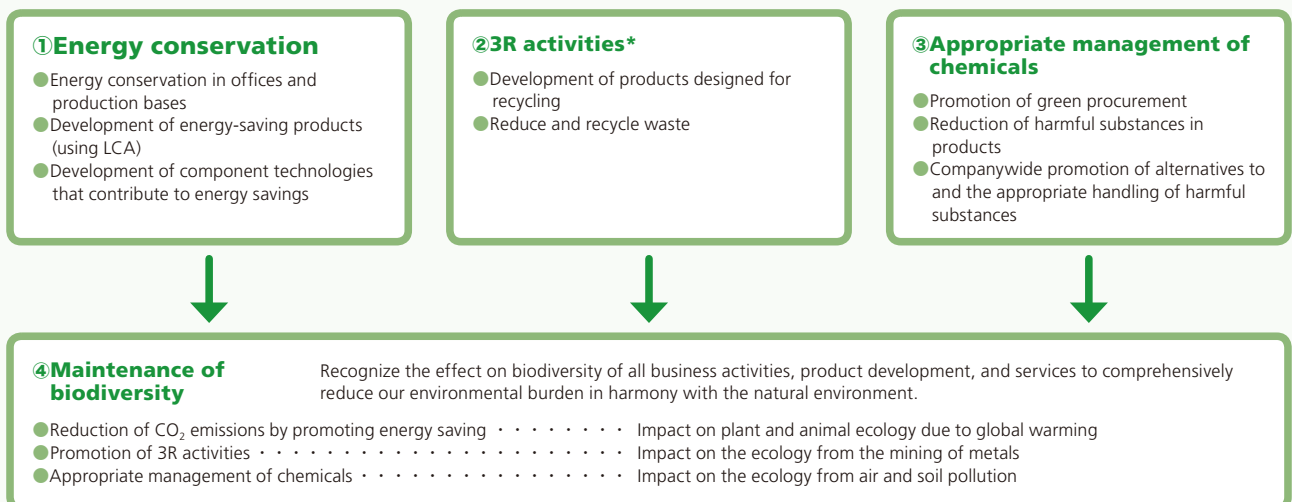 ①Energy conservation
●Energy conservation in offices and
production bases
●Development of energy-saving products
(using LCA)
●Development of component technologies
that contribute to energy savings
②3R activities*
●Development of products designed for
recycling
●Reduce and recycle waste
③Appropriate management of
chemicals
●Promotion of green procurement
●Reduction of harmful substances in
products
●Companywide promotion of alternatives to
and the appropriate handling of harmful
substances
④Maintenance of
biodiversity
Recognize the effect on biodiversity of all business activities, product development, and services to comprehensively
reduce our environmental burden in harmony with the natural environment.
●Reduction of CO₂ emissions by promoting energy saving ・・・・・・・・ Impact on plant and animal ecology due to global warming
●Promotion of 3R activities ・・・・・・・・・・・・・・・・・・・・ Impact on the ecology from the mining of metals
●Appropriate management of chemicals ・・・・・・・・・・・・・・ Impact on the ecology from air and soil pollution